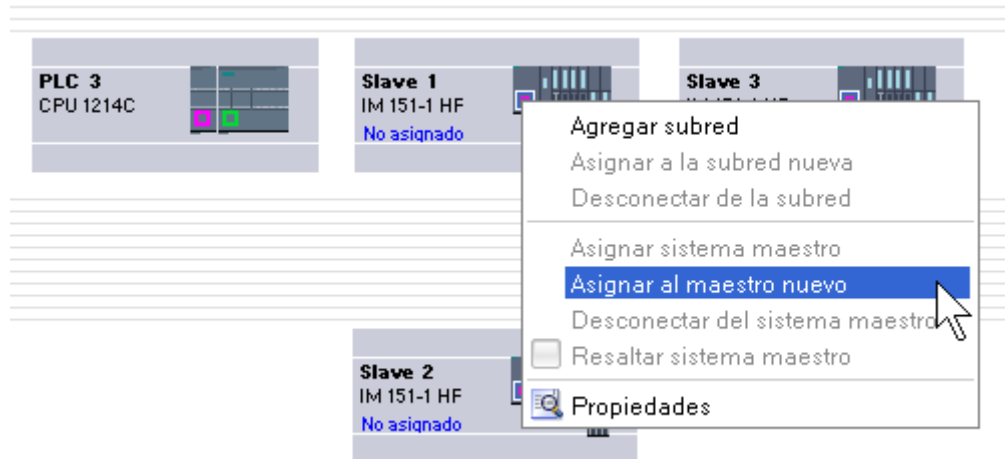 PLC 3
CPU 1214C
Slave 1
IM 151-1 HF
No asignado
Slave 3
Agregar subred
Asignar a la subred nueva
Desconectar de la subred
Asignar sistema maestro
Asignar al maestro nuevo
Desconectar del sistema maestro
Resaltar sistema maestro
Propiedades
Slave 2
IM 151-1 HF
No asignado